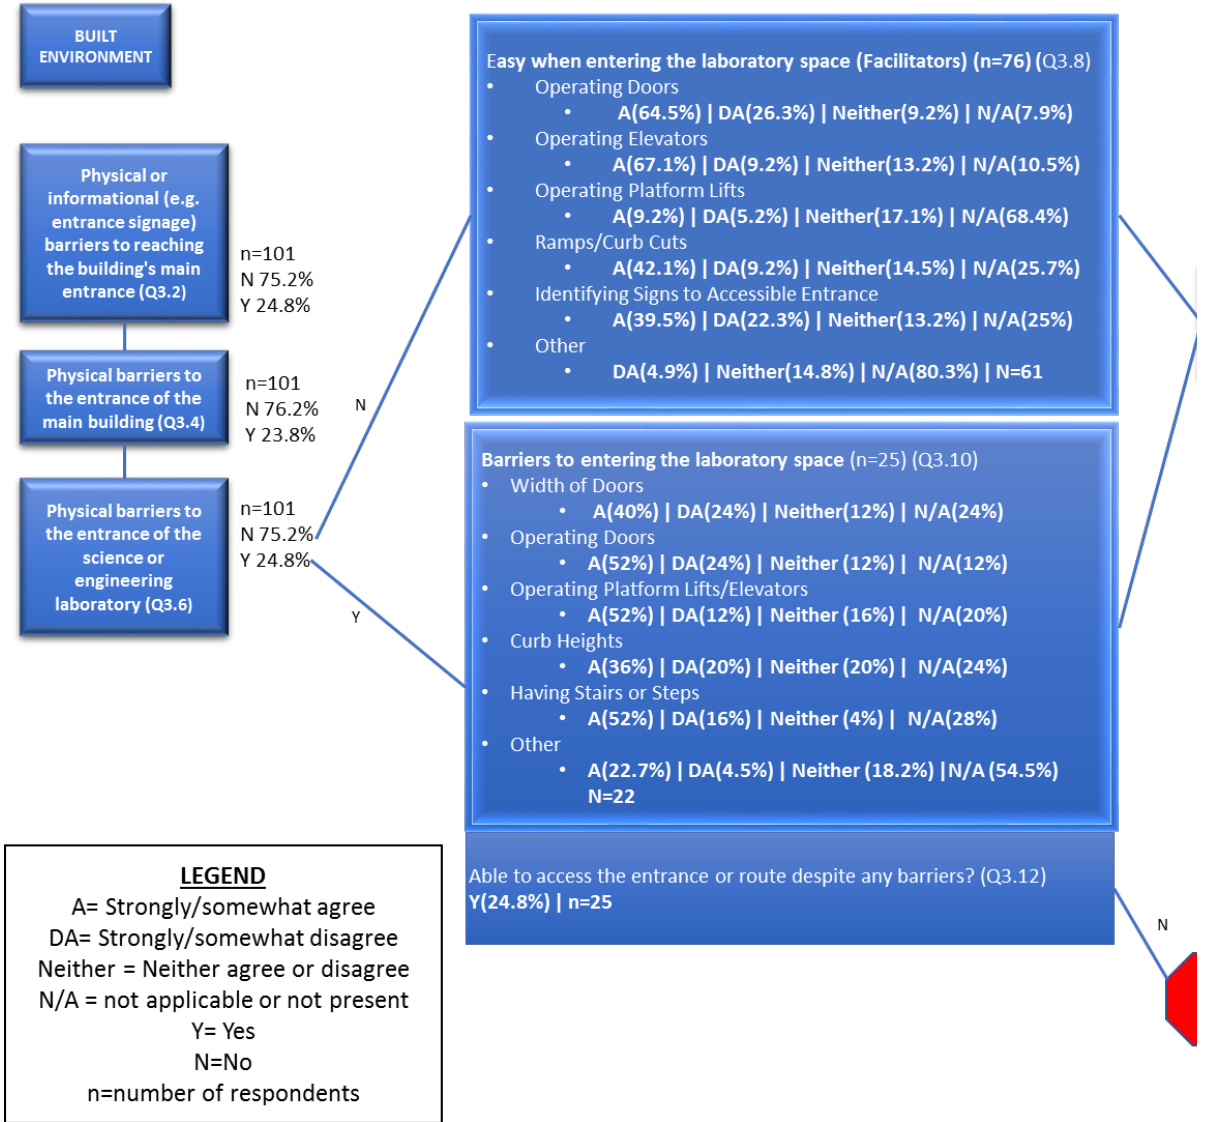 BUILT
ENVIRONMENT
Physical or
informational (e.g.
entrance signage)
barriers to reaching
the building's main
entrance (Q3.2)
n=101
N 75.2%
Y 24.8%
Physical barriers to
the entrance of the
main building (Q3.4)
n=101
N 76.2%
Y 23.8%
Physical barriers to
the entrance of the
science or
engineering
laboratory (Q3.6)
n=101
N 75.2%
Y 24.8%
N
Y
Easy when entering the laboratory space (Facilitators) (n=76) (Q3.8)
• Operating Doors
• A(64.5%) | DA(26.3%) | Neither(9.2%) | N/A(7.9%)
• Operating Elevators
• A(67.1%) | DA(9.2%) | Neither(13.2%) | N/A(10.5%)
• Operating Platform Lifts
• A(9.2%) | DA(5.2%) | Neither(17.1%) | N/A(68.4%)
• Ramps/Curb Cuts
• A(42.1%) | DA(9.2%) | Neither(14.5%) | N/A(25.7%)
• Identifying Signs to Accessible Entrance
• A(39.5%) | DA(22.3%) | Neither(13.2%) | N/A(25%)
• Other
• DA(4.9%) | Neither(14.8%) | N/A(80.3%) | N=61
Barriers to entering the laboratory space (n=25) (Q3.10)
• Width of Doors
• A(40%) | DA(24%) | Neither(12%) | N/A(24%)
• Operating Doors
• A(52%) | DA(24%) | Neither (12%) | N/A(12%)
• Operating Platform Lifts/Elevators
• A(52%) | DA(12%) | Neither (16%) | N/A(20%)
• Curb Heights
• A(36%) | DA(20%) | Neither (20%) | N/A(24%)
• Having Stairs or Steps
• A(52%) | DA(16%) | Neither (4%) | N/A(28%)
• Other
• A(22.7%) | DA(4.5%) | Neither (18.2%) |N/A (54.5%)
N=22
Able to access the entrance or route despite any barriers? (Q3.12)
Y(24.8%) | n=25
N
LEGEND
A= Strongly/somewhat agree
DA= Strongly/somewhat disagree
Neither = Neither agree or disagree
N/A = not applicable or not present
Y= Yes
N=No
n=number of respondents